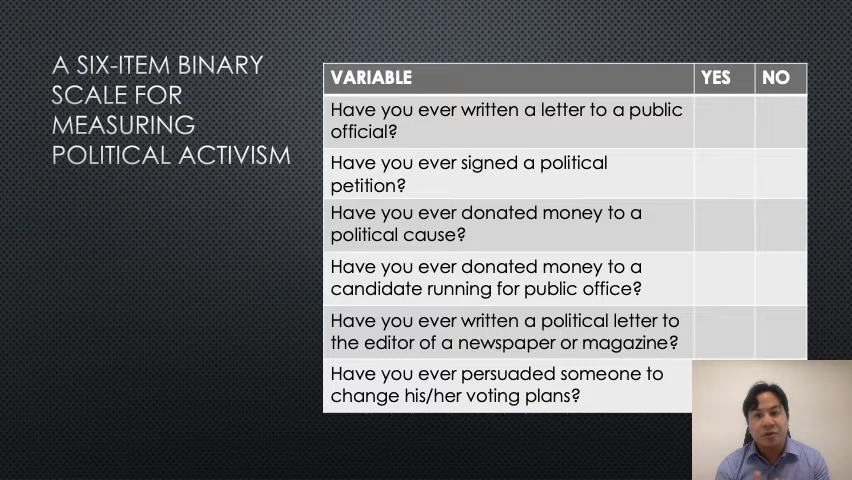 A SIX-ITEM BINARY
SCALE FOR
MEASURING
POLITICAL ACTIVISM
VARIABLE YES NO
Have you ever written a letter to a public
official?
Have you ever signed a political
petition?
Have you ever donated money to a
political cause?
Have you ever donated money to a
candidate running for public office?
Have you ever written a political letter to
the editor of a newspaper or magazine?
Have you ever persuaded someone to
change his/her voting plans?